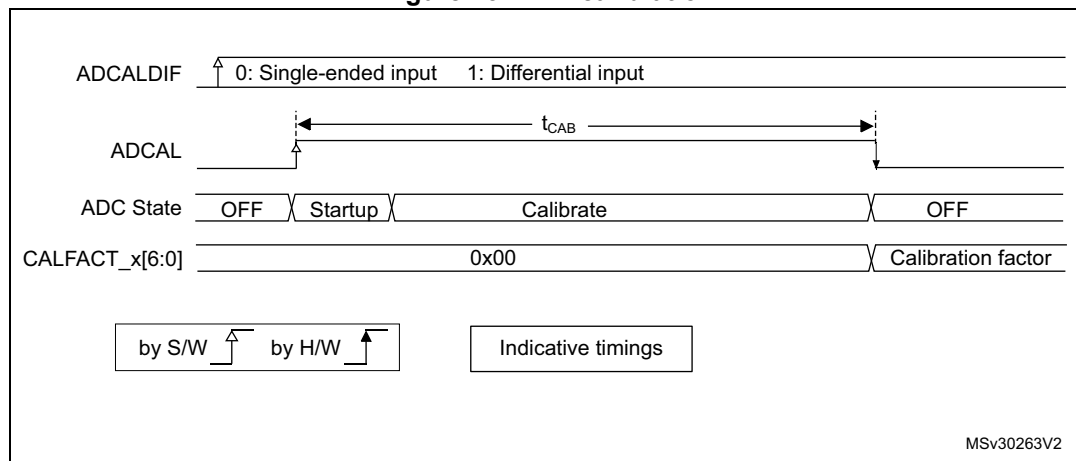 ADCALDIF 0: Single-ended input 1: Differential input
tCAB
ADCAL
ADC State OFF Startup Calibrate OFF
CALFACT_x[6:0] 0x00 Calibration factor
by S/W by H/W Indicative timings
MSv30263V2